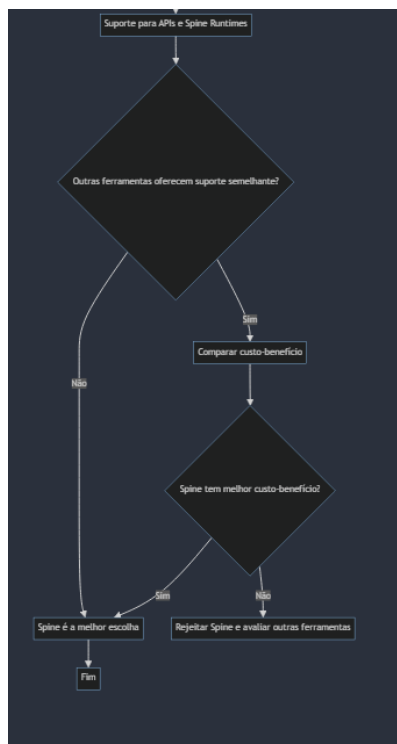 Suporte para APIs e Spine Runtimes
Outras ferramentas oferecem suporte semelhante?
Sim
Comparar custo-benefício
Não
Spine tem melhor custo-benefício?
Sim
Não
Spine é a melhor escolha
Rejeitar Spine e avaliar outras ferramentas
Fim